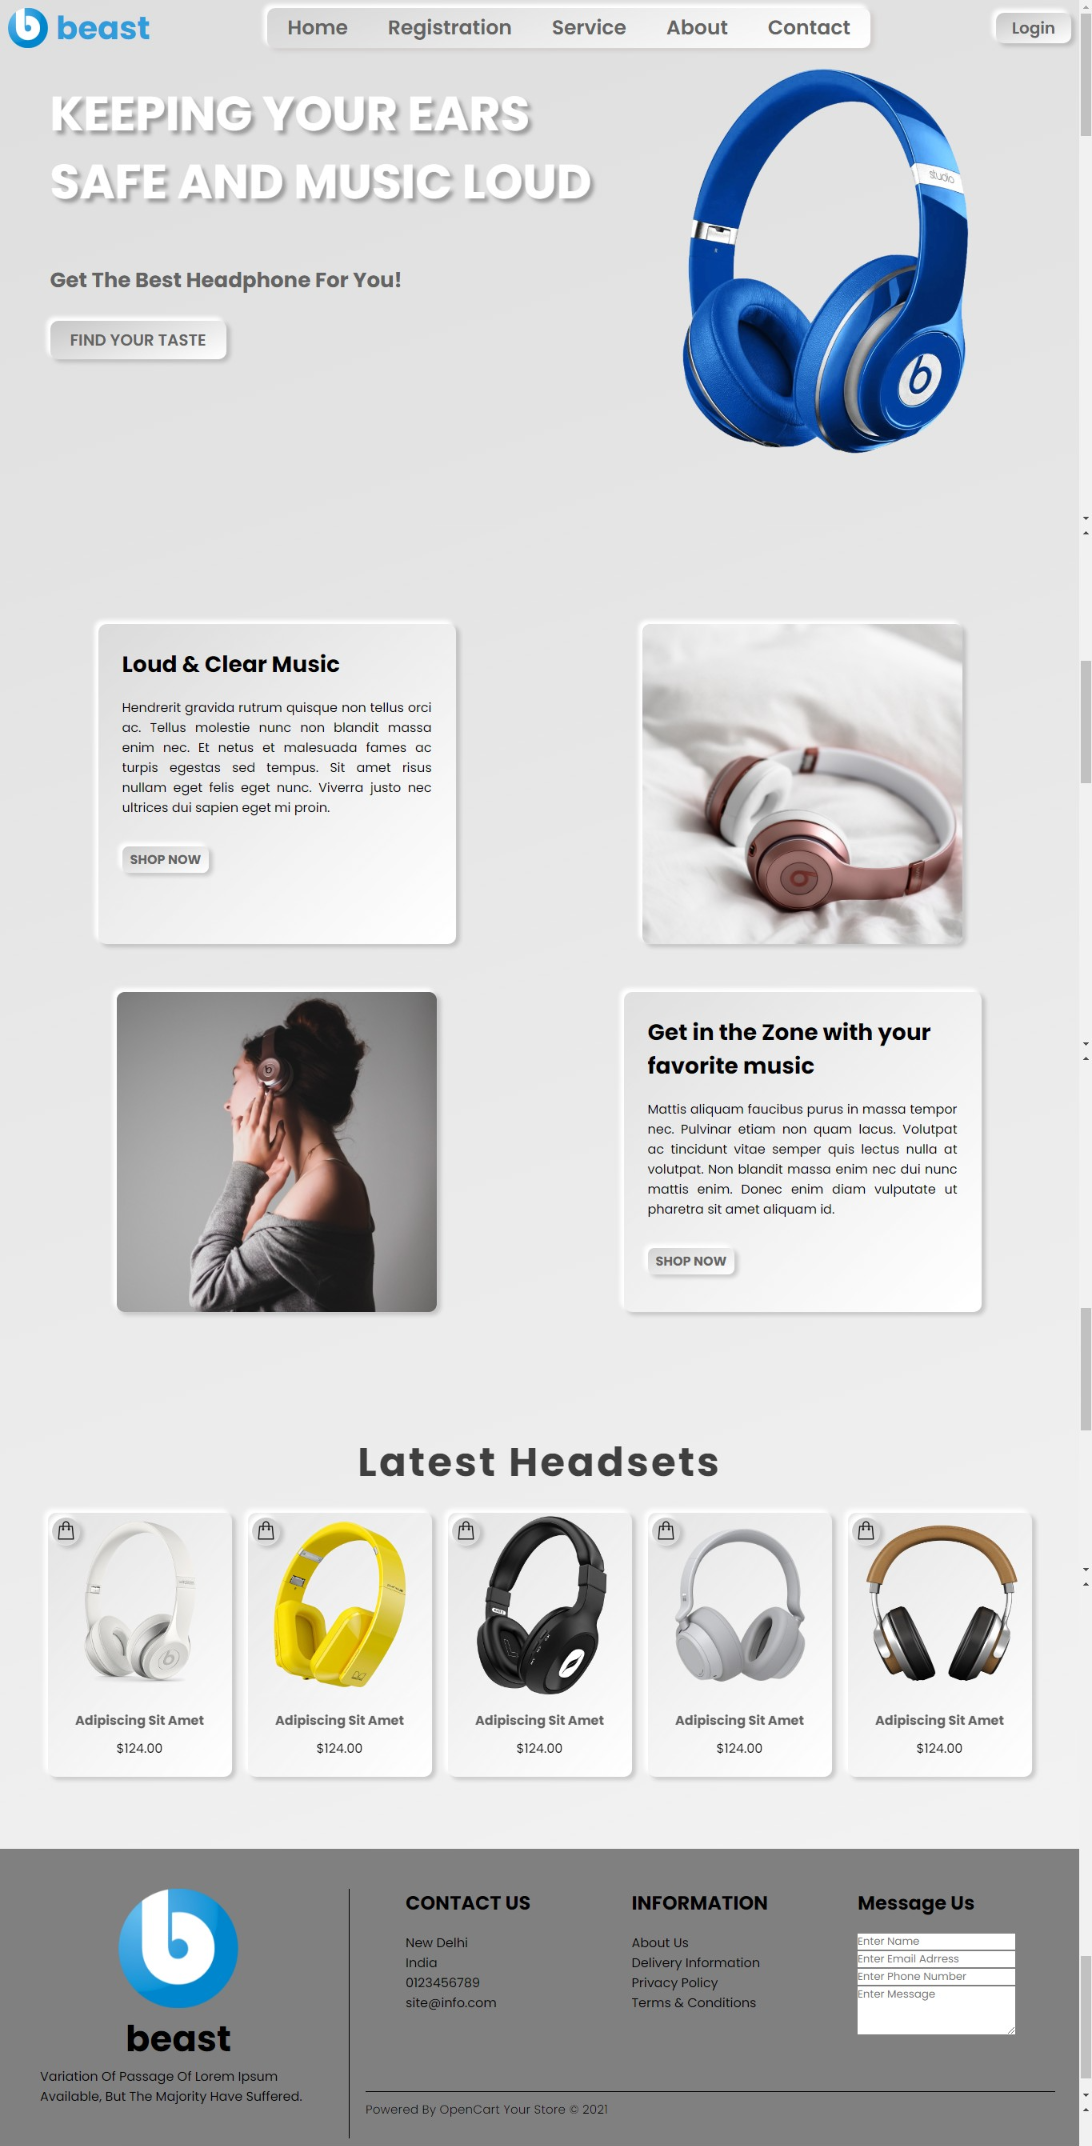 beast
Home Registration Service About Contact
Login
KEEPING YOUR EARS
SAFE AND MUSIC LOUD
studio
Get The Best Headphone For You!
FIND YOUR TASTE
Loud & Clear Music
Hendrerit gravida rutrum quisque non tellus orci
ac. Tellus molestie nunc non blandit massa
enim nec. Et netus et malesuada fames ac
turpis egestas sed tempus. Sit amet risus
nullam eget felis eget nunc. Viverra justo nec
ultrices dui sapien eget mi proin.
SHOP NOW
Get in the Zone with your
favorite music
Mattis aliquam faucibus purus in massa tempor
nec. Pulvinar etiam non quam lacus. Volutpat
ac tincidunt vitae semper quis lectus nulla at
volutpat. Non blandit massa enim nec dui nunc
mattis enim. Donec enim diam vulputate ut
pharetra sit amet aliquam id.
SHOP NOW
Latest Headsets
Adipiscing Sit Amet
$124.00
Adipiscing Sit Amet
$124.00
Adipiscing Sit Amet
$124.00
Adipiscing Sit Amet
$124.00
Adipiscing Sit Amet
$124.00
beast
Variation Of Passage Of Lorem Ipsum
Available, But The Majority Have Suffered.
CONTACT US
New Delhi
India
0123456789
site@info.com
INFORMATION
About Us
Delivery Information
Privacy Policy
Terms & Conditions
Message Us
Enter Name
Enter Email Adrress
Enter Phone Number
Enter Message
Powered By OpenCart Your Store © 2021